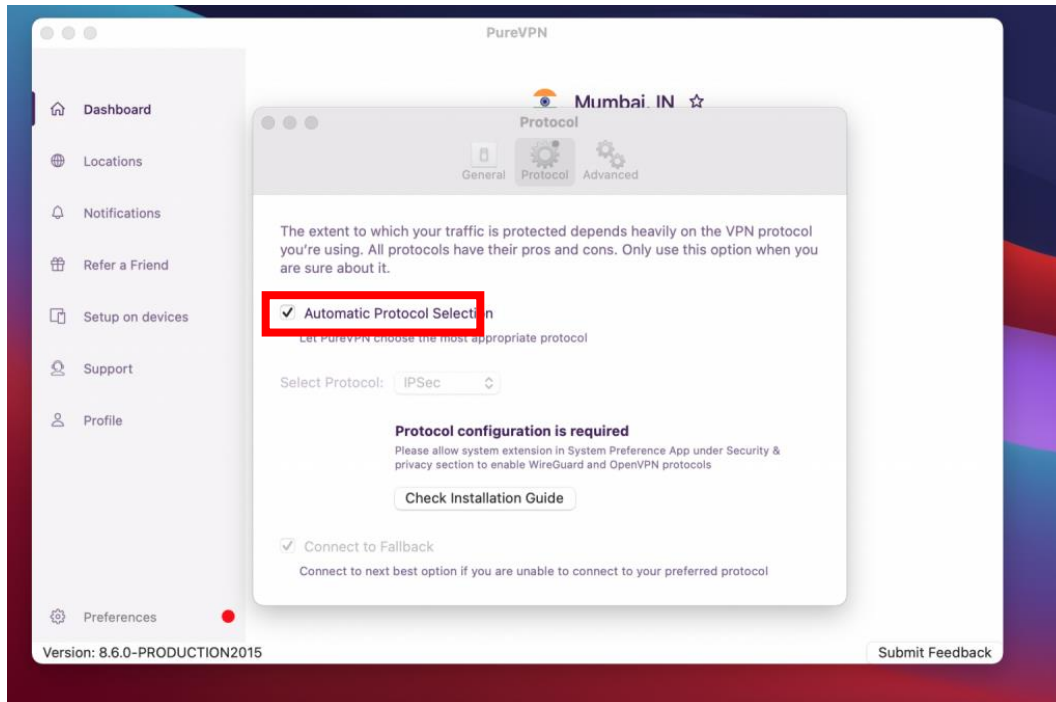 PureVPN
Dashboard
Locations
Notifications
Refer a Friend
Setup on devices
Support
Profile
Preferences
Mumbai, IN
Protocol
General Protocol Advanced
The extent to which your traffic is protected depends heavily on the VPN protocol
you're using. All protocols have their pros and cons. Only use this option when you
are sure about it.
Automatic Protocol Selection
Let PureVPN choose the most appropriate protocol
Select Protocol: IPSec
Protocol configuration is required
Please allow system extension in System Preference App under Security &
privacy section to enable WireGuard and OpenVPN protocols
Check Installation Guide
Connect to Fallback
Connect to next best option if you are unable to connect to your preferred protocol
Version: 8.6.0-PRODUCTION2015
Submit Feedback